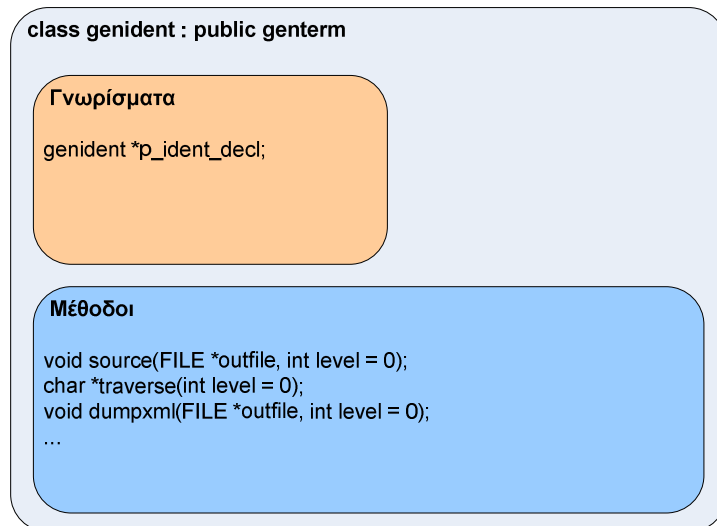 class genident : public genterm
Γνωρίσματα
genident *p_ident_decl;
Μέθοδοι
void source(FILE *outfile, int level = 0);
char *traverse(int level = 0);
void dumpxml(FILE *outfile, int level = 0);
...